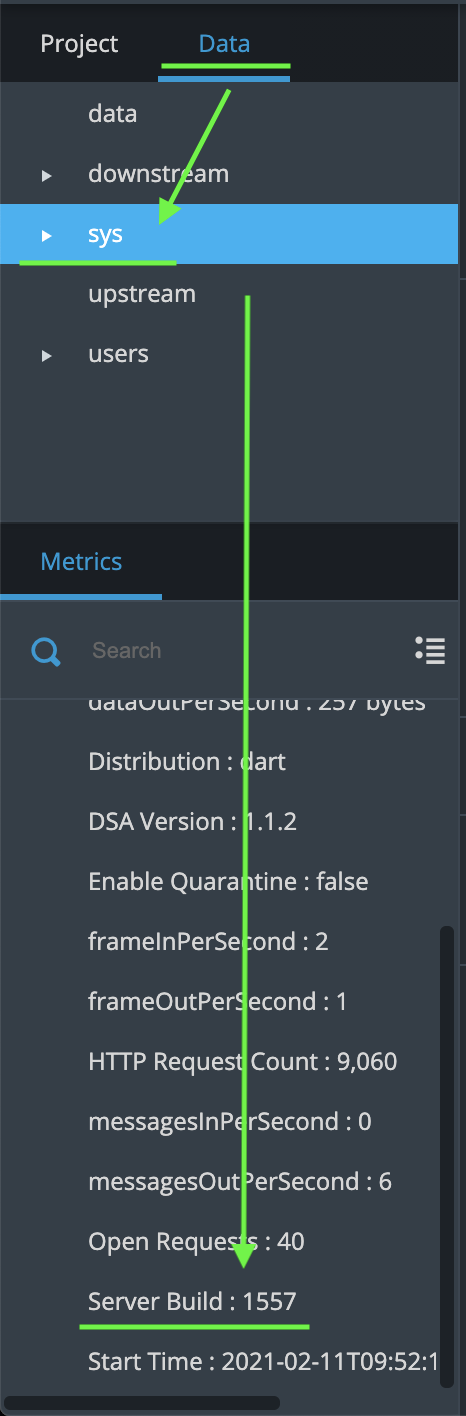 Project Data
data
downstream
sys
upstream
users
Metrics
Search
dataOutPerSecond : 257 bytes
Distribution : dart
DSA Version : 1.1.2
Enable Quarantine : false
frameInPerSecond : 2
frameOutPerSecond : 1
HTTP Request Count : 9,060
messagesInPerSecond : 0
messagesOutPerSecond : 6
Open Requests : 40
Server Build : 1557
Start Time : 2021-02-11T09:52:1